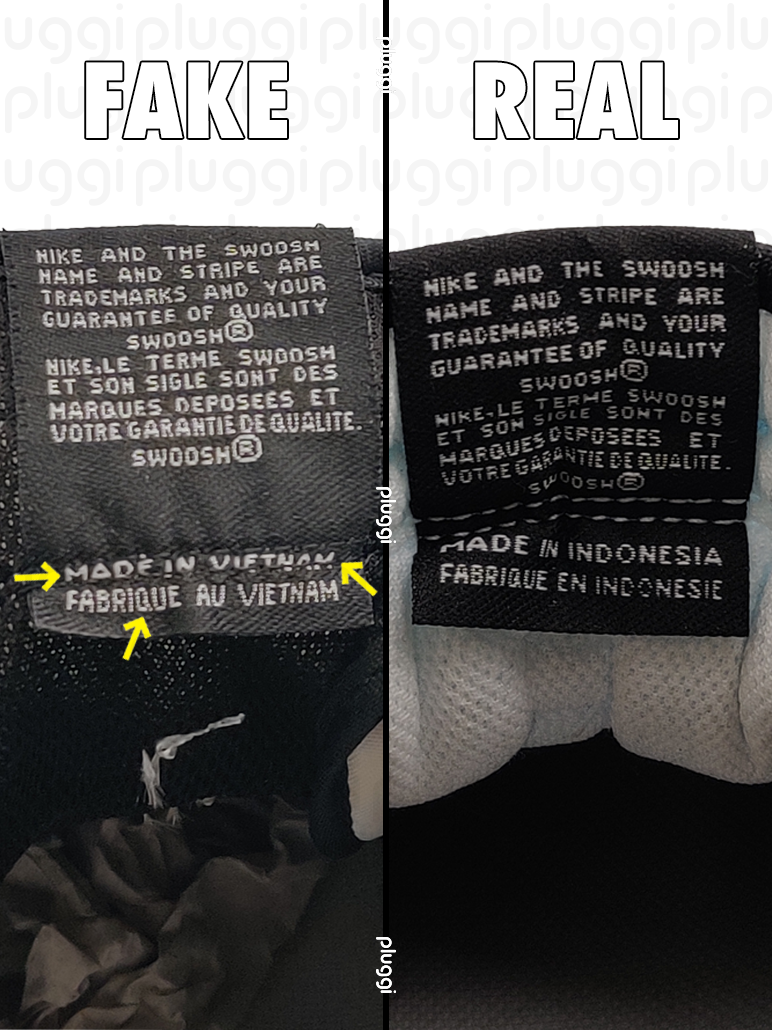 FAKE
NIKE AND THE SWOOSH
NAME AND STRIPE ARE
TRADEMARKS AND YOUR
GUARANTEE OF QUALITY
SWOOSH®
NIKE.LE TERME SWOOSH
ET SON SIGLE SONT DES
MARQUES DEPOSEES ET
VOTRE GARANTIE DE QUALITE.
SWOOSH®
MADE IN VIETNAM
FABRIQUE AU VIETNAM
REAL
NIKE AND THE SWOOSH
NAME AND STRIPE ARE
TRADEMARKS AND YOUR
GUARANTEE OF QUALITY
SWOOSH®
NIKE-LE TERME SWOOSH
ET SON SIGLE SONT DES
MARQUES DEPOSEES ET
VOTRE GARANTIE DE QUALITE.
SWOOSH®
MADE IN INDONESIA
FABRIQUE EN INDONESIE
pluggi
pluggi
pluggi